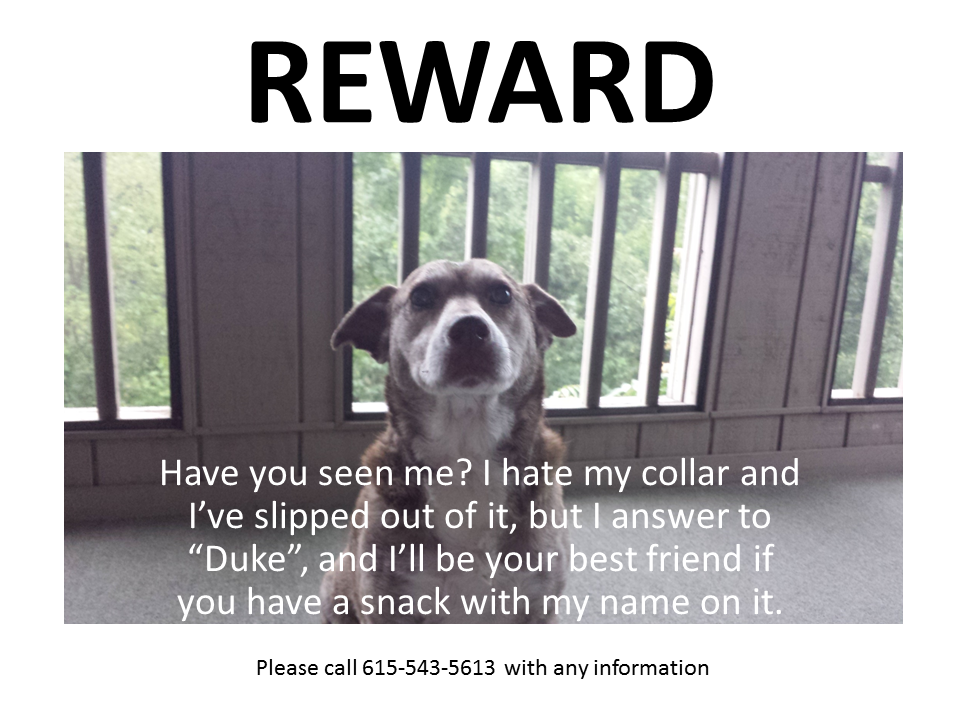 REWARD
Have you seen me? I hate my collar and
I’ve slipped out of it, but I answer to
“Duke”, and I’ll be your best friend if
you have a snack with my name on it.
Please call 615-543-5613 with any information